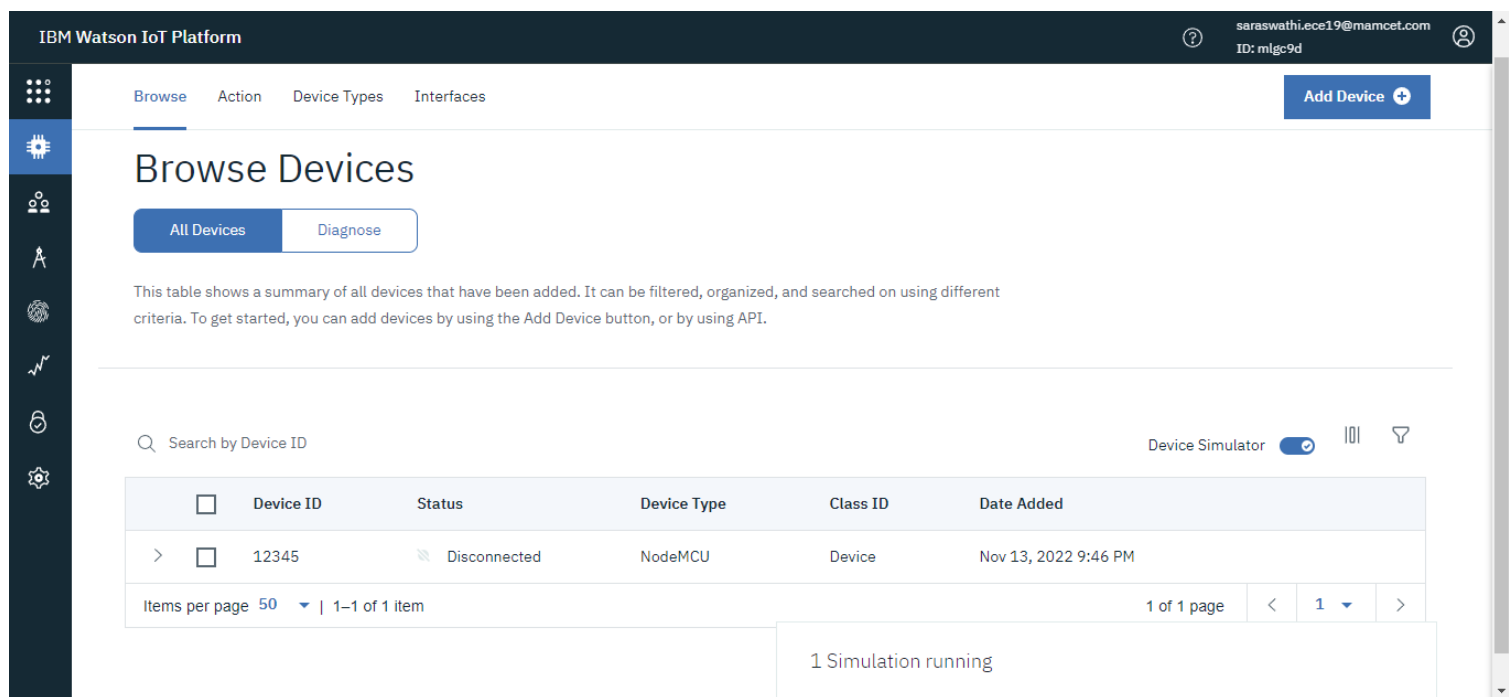 IBM Watson IoT Platform
saraswathi.ece19@mamcet.com
ID: mlgc9d
Browse Action Device Types Interfaces
Add Device
Browse Devices
All Devices Diagnose
This table shows a summary of all devices that have been added. It can be filtered, organized, and searched on using different
criteria. To get started, you can add devices by using the Add Device button, or by using API.
Search by Device ID
Device Simulator
Device ID Status Device Type Class ID Date Added
12345 Disconnected NodeMCU Device Nov 13, 2022 9:46 PM
Items per page 50 | 1–1 of 1 item 1 of 1 page 1
1 Simulation running